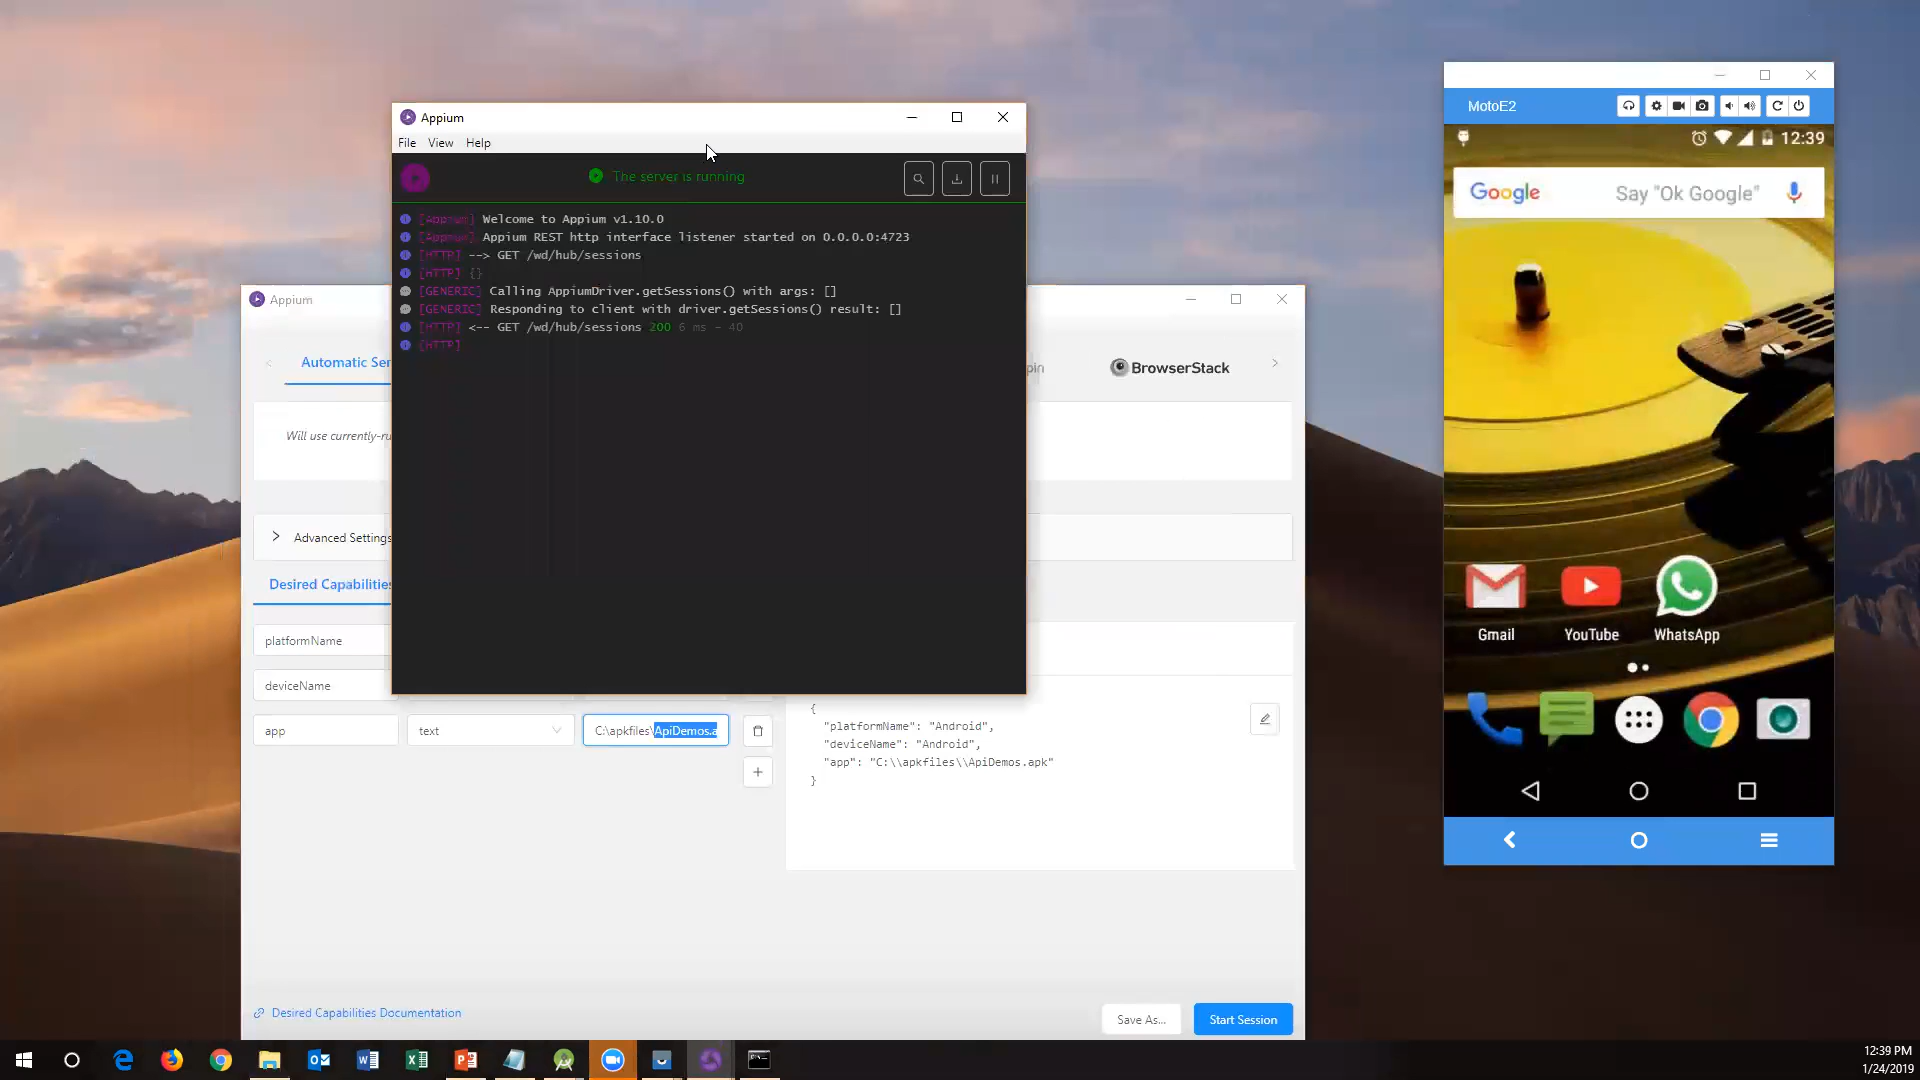 Appium
File View Help
The server is running
[Appium] Welcome to Appium v1.10.0
[Appium] Appium REST http interface listener started on 0.0.0.0:4723
[HTTP] --> GET /wd/hub/sessions
[HTTP] {}
[GENERIC] Calling AppiumDriver.getSessions() with args: []
[GENERIC] Responding to client with driver.getSessions() result: []
[HTTP] <-- GET /wd/hub/sessions 200 6 ms - 40
[HTTP]
Appium
Automatic Ser
pin
BrowserStack
Will use currently-ru
Advanced Settings
Desired Capabilities
platformName
deviceName
app text C:\apkfiles\ApiDemos.a
{
"platformName": "Android",
"deviceName": "Android",
"app": "C:\\apkfiles\\ApiDemos.apk"
}
Desired Capabilities Documentation
Save As...
Start Session
MotoE2
12:39
Google Say "Ok Google"
Gmail YouTube WhatsApp
12:39 PM
1/24/2019